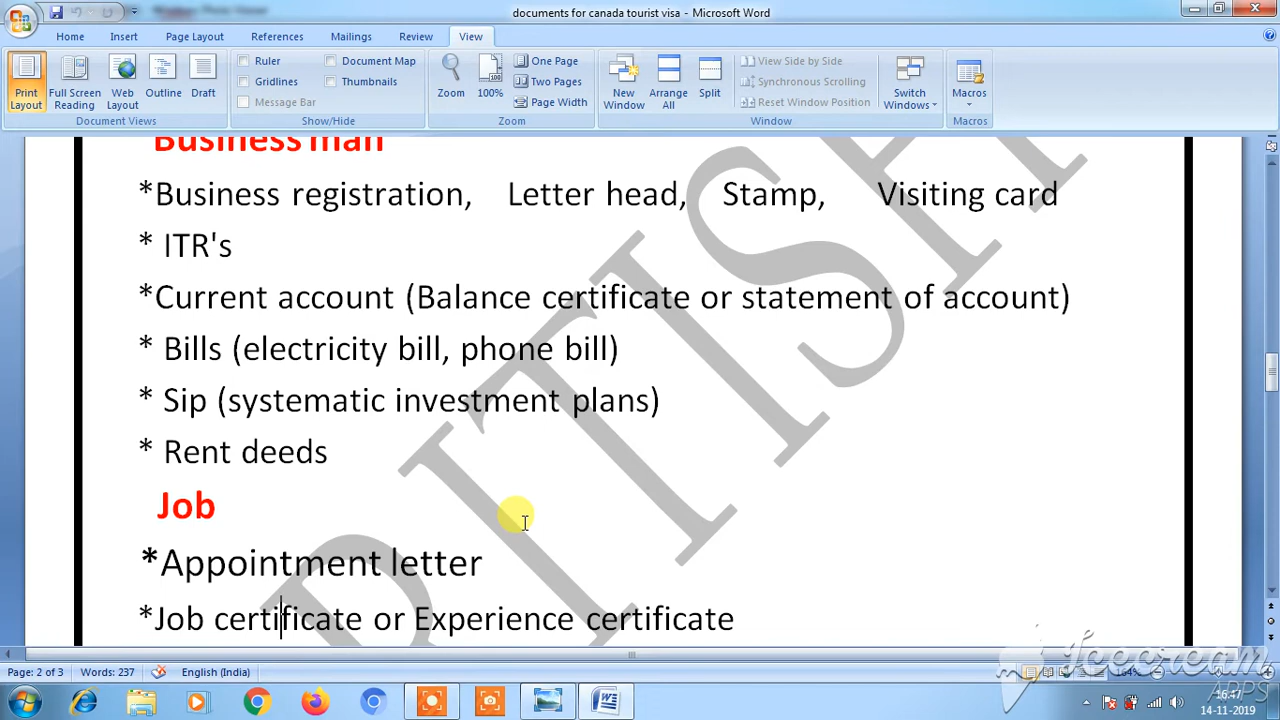 documents for canada tourist visa - Microsoft Word
Home Insert Page Layout References Mailings Review View
Print Layout
Full Screen Reading
Web Layout
Outline
Draft
Document Views
Ruler
Gridlines
Message Bar
Document Map
Thumbnails
Show/Hide
Zoom
100%
One Page
Two Pages
Page Width
Zoom
New Window
Arrange All
Split
View Side by Side
Synchronous Scrolling
Reset Window Position
Switch Windows
Window
Macros
Macros
Business man
*Business registration, Letter head, Stamp, Visiting card
* ITR's
*Current account (Balance certificate or statement of account)
* Bills (electricity bill, phone bill)
* Sip (systematic investment plans)
* Rent deeds
Job
*Appointment letter
*Job certificate or Experience certificate
Page: 2 of 3 Words: 237 English (India)
164%
Icecream
APPS
16:47
14-11-2019